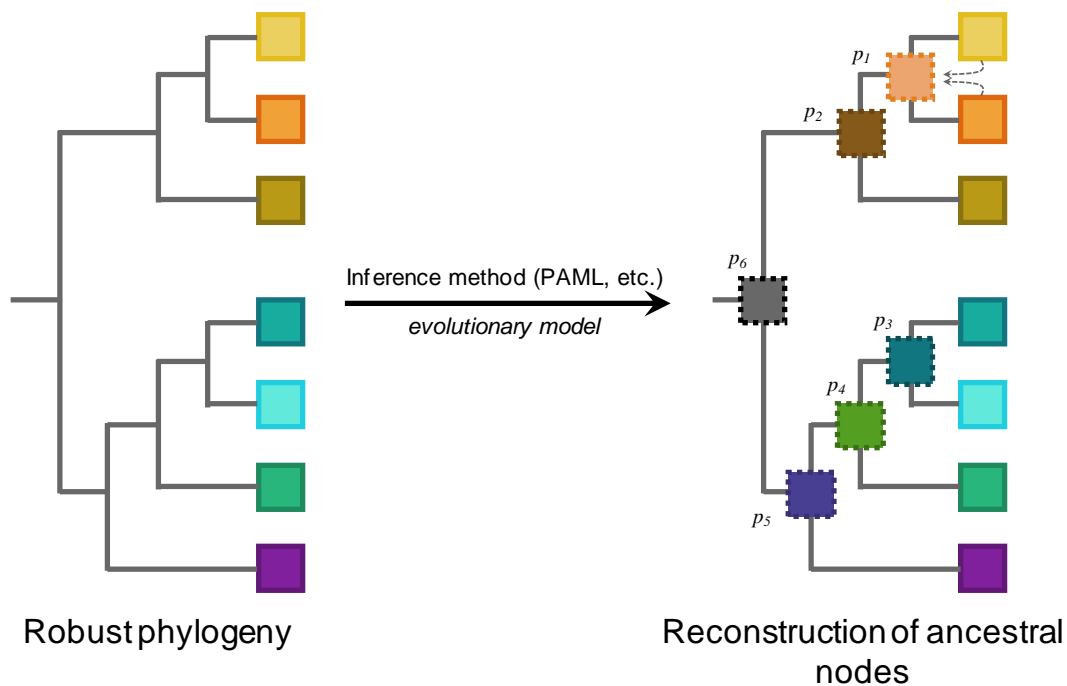 p1
p2
p6
Inference method (PAML, etc.)
evolutionary model
p3
p4
p5
Robust phylogeny
Reconstruction of ancestral
nodes